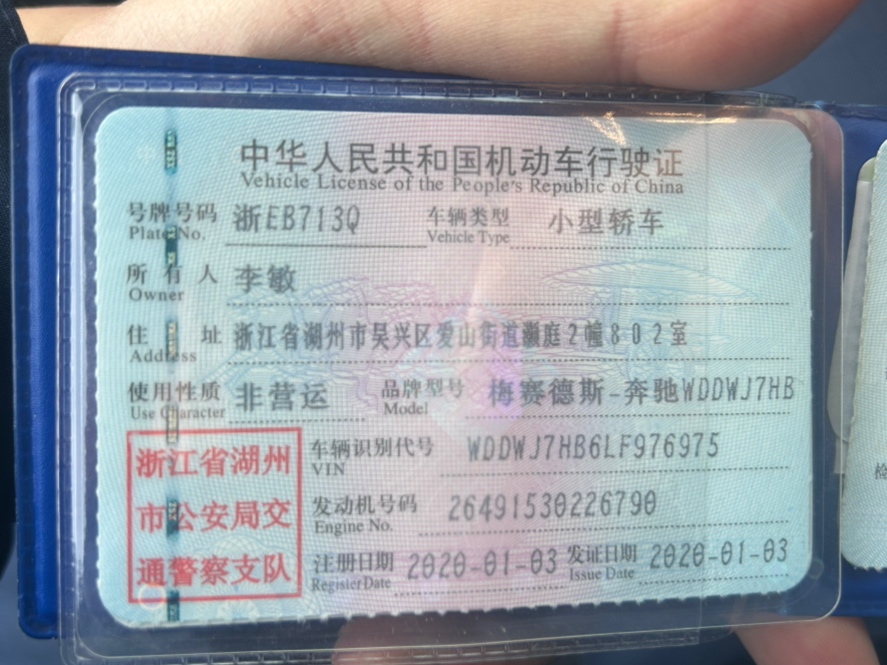 中华人民共和国机动车行驶证
Vehicle License of the People's Republic of China
号牌号码 浙EB713Q 车辆类型 小型轿车
Plate No. Vehicle Type
所有人 李敏
Owner
住址 浙江省湖州市吴兴区爱山街道灏庭2幢802室
Address
使用性质 非营运 品牌型号 梅赛德斯-奔驰WDDWJ7HB
Use Character Model
浙江省湖州
市公安局交
通警察支队
车辆识别代号 WDDWJ7HB6LF976975
VIN
发动机号码 26491530226790
Engine No.
注册日期 2020-01-03 发证日期 2020-01-03
Register Date Issue Date
检